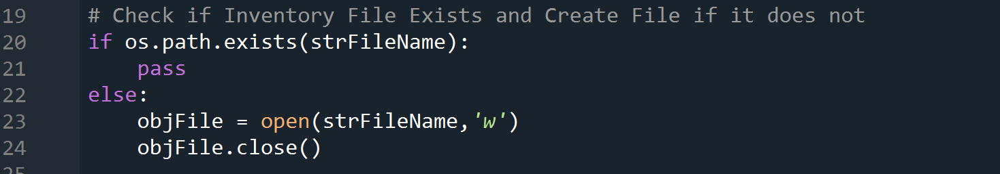 19 # Check if Inventory File Exists and Create File if it does not
20 if os.path.exists(strFileName):
21     pass
22 else:
23     objFile = open(strFileName,'w')
24     objFile.close()
25